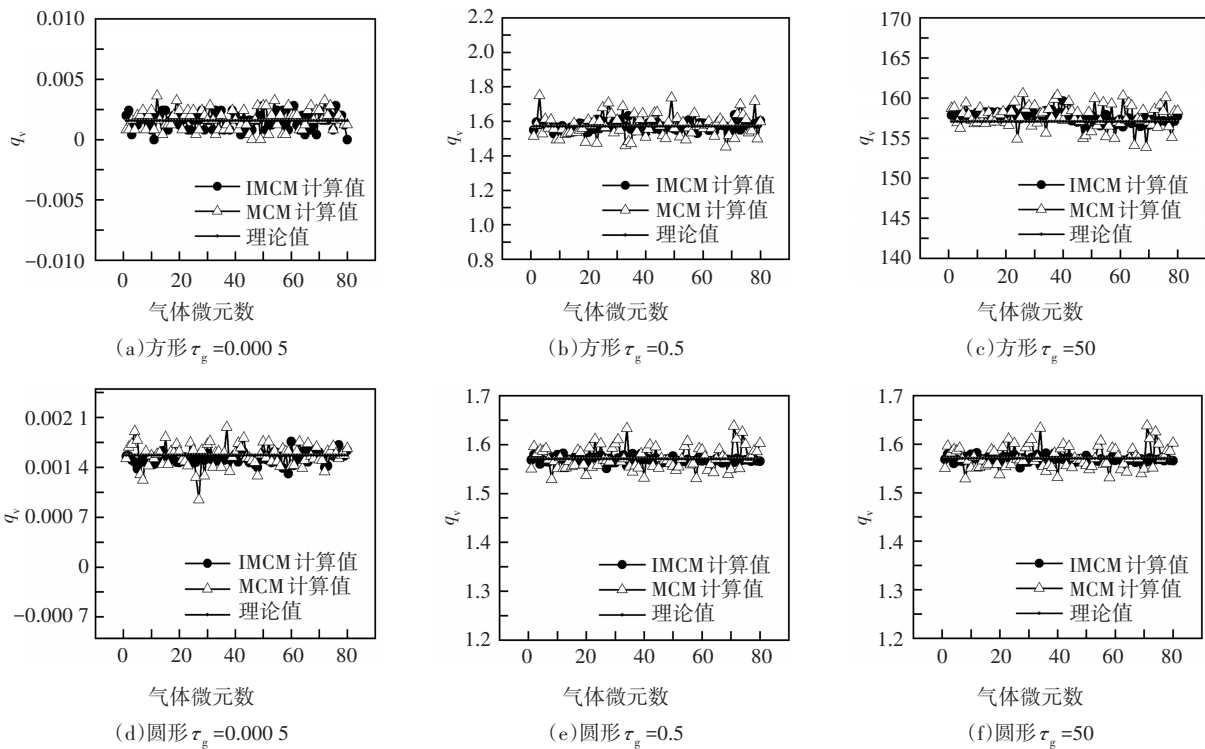 0.010
0.005
0
−0.005
−0.010
q_v
IMCM 计算值
MCM 计算值
理论值
0 20 40 60 80
气体微元数
(a)方形 τ_g =0.000 5
2.2
2.0
1.8
1.6
1.4
1.2
1.0
0.8
q_v
IMCM 计算值
MCM 计算值
理论值
0 20 40 60 80
气体微元数
(b)方形 τ_g =0.5
170
165
160
155
150
145
140
q_v
IMCM 计算值
MCM 计算值
理论值
0 20 40 60 80
气体微元数
(c)方形 τ_g =50
0.002 1
0.001 4
0.000 7
0
−0.000 7
q_v
IMCM 计算值
MCM 计算值
理论值
0 20 40 60 80
气体微元数
(d)圆形 τ_g =0.000 5
1.7
1.6
1.5
1.4
1.3
1.2
q_v
IMCM 计算值
MCM 计算值
理论值
0 20 40 60 80
气体微元数
(e)圆形 τ_g =0.5
1.7
1.6
1.5
1.4
1.3
1.2
q_v
IMCM 计算值
MCM 计算值
理论值
0 20 40 60 80
气体微元数
(f)圆形 τ_g =50